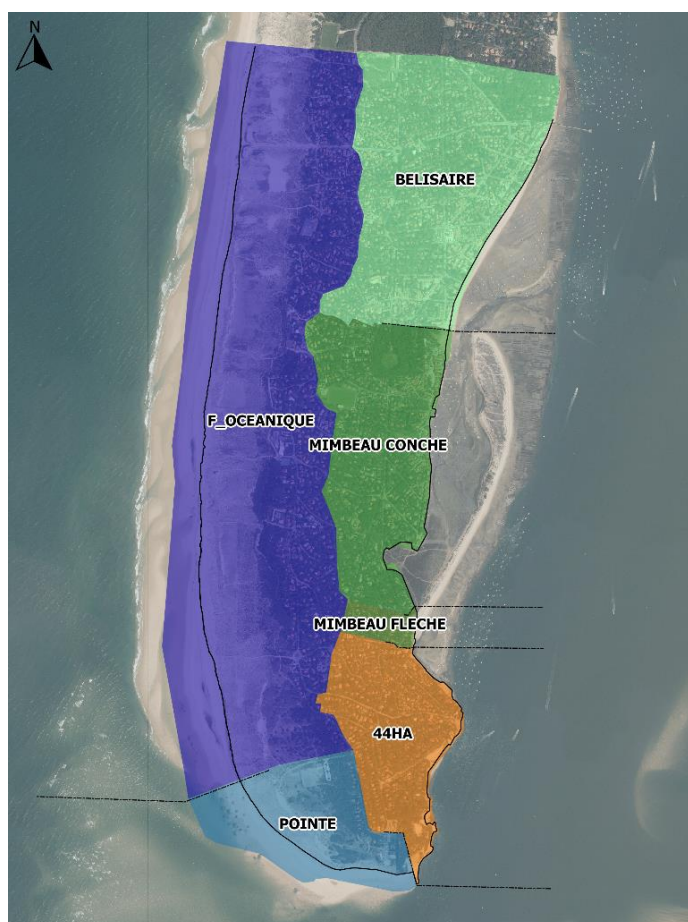 N
BELISAIRE
F_OCEANIQUE
MIMBEAU CONCHE
MIMBEAU FLECHE
44HA
POINTE